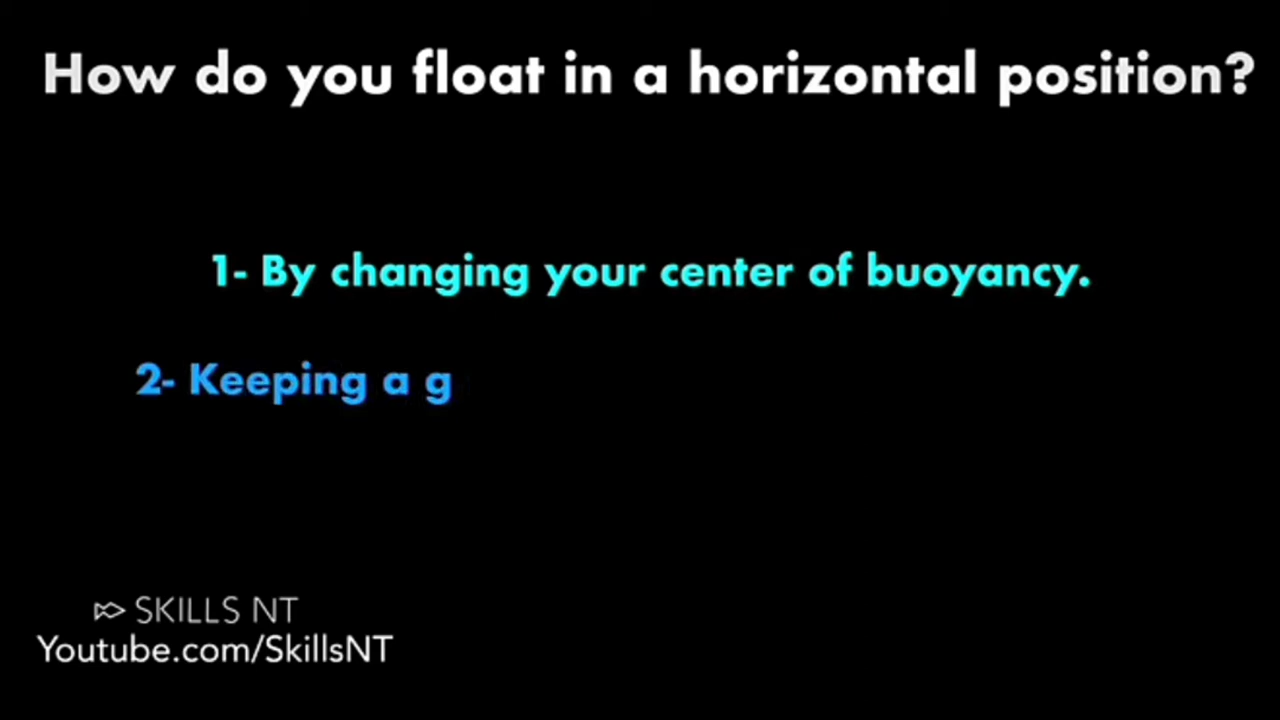 How do you float in a horizontal position?
1- By changing your center of buoyancy.
2- Keeping a g
SKILLS NT
Youtube.com/SkillsNT